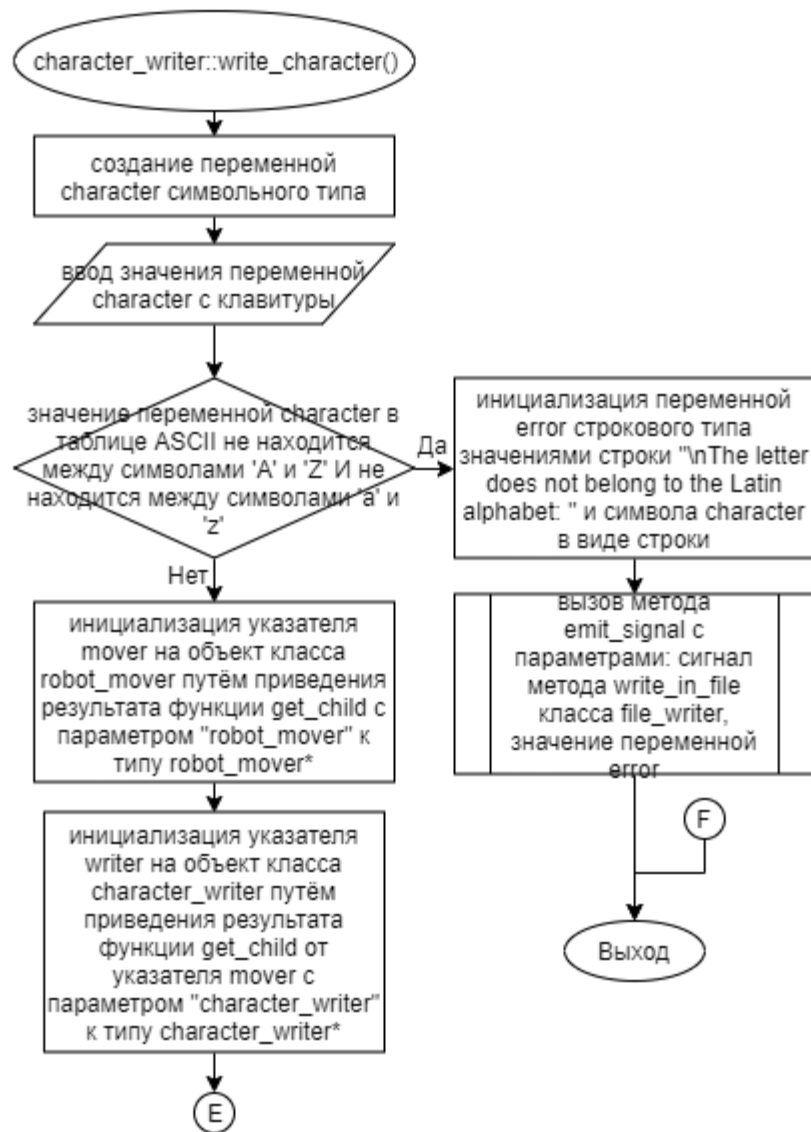 character_writer::write_character()
создание переменной
character символьного типа
ввод значения переменной
character с клавитуры
значение переменной character в
таблице ASCII не находится
между символами 'A' и 'Z' И не
находится между символами 'a' и
'z'
Да
Нет
инициализация переменной
error строкового типа
значениями строки "\nThe letter
does not belong to the Latin
alphabet: " и символа character
в виде строки
вызов метода
emit_signal с
параметрами: сигнал
метода write_in_file
класса file_writer,
значение переменной
error
F
Выход
инициализация указателя
mover на объект класса
robot_mover путём приведения
результата функции get_child с
параметром "robot_mover" к
типу robot_mover*
инициализация указателя
writer на объект класса
character_writer путём
приведения результата
функции get_child от
указателя mover с
параметром "character_writer"
к типу character_writer*
E